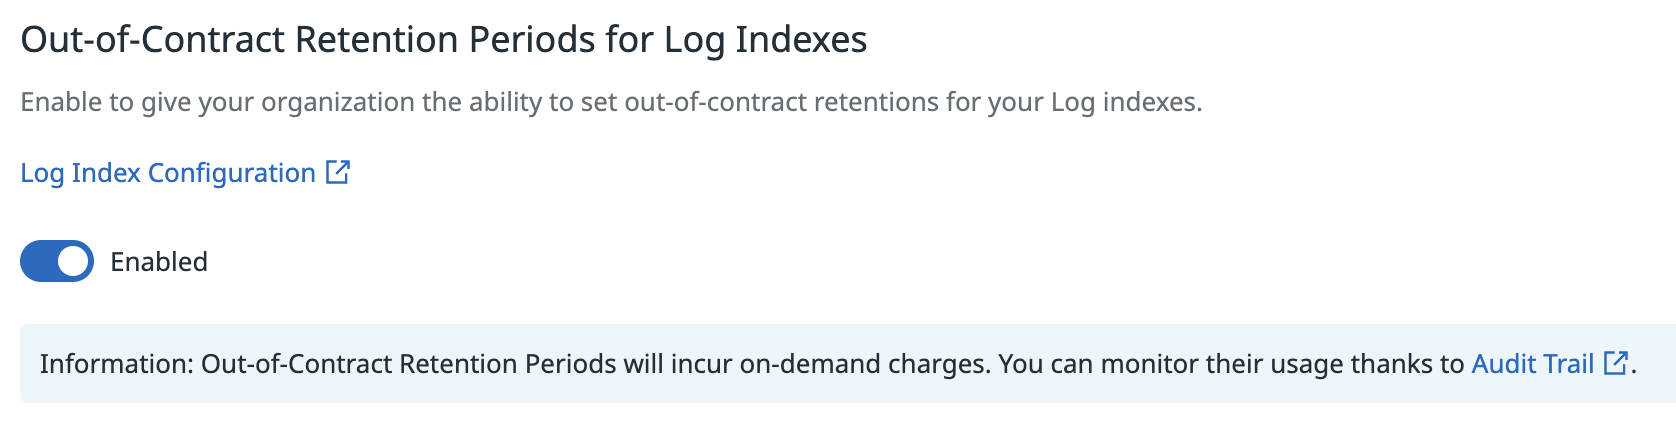 Out-of-Contract Retention Periods for Log Indexes
Enable to give your organization the ability to set out-of-contract retentions for your Log indexes.
Log Index Configuration
Enabled
Information: Out-of-Contract Retention Periods will incur on-demand charges. You can monitor their usage thanks to Audit Trail.